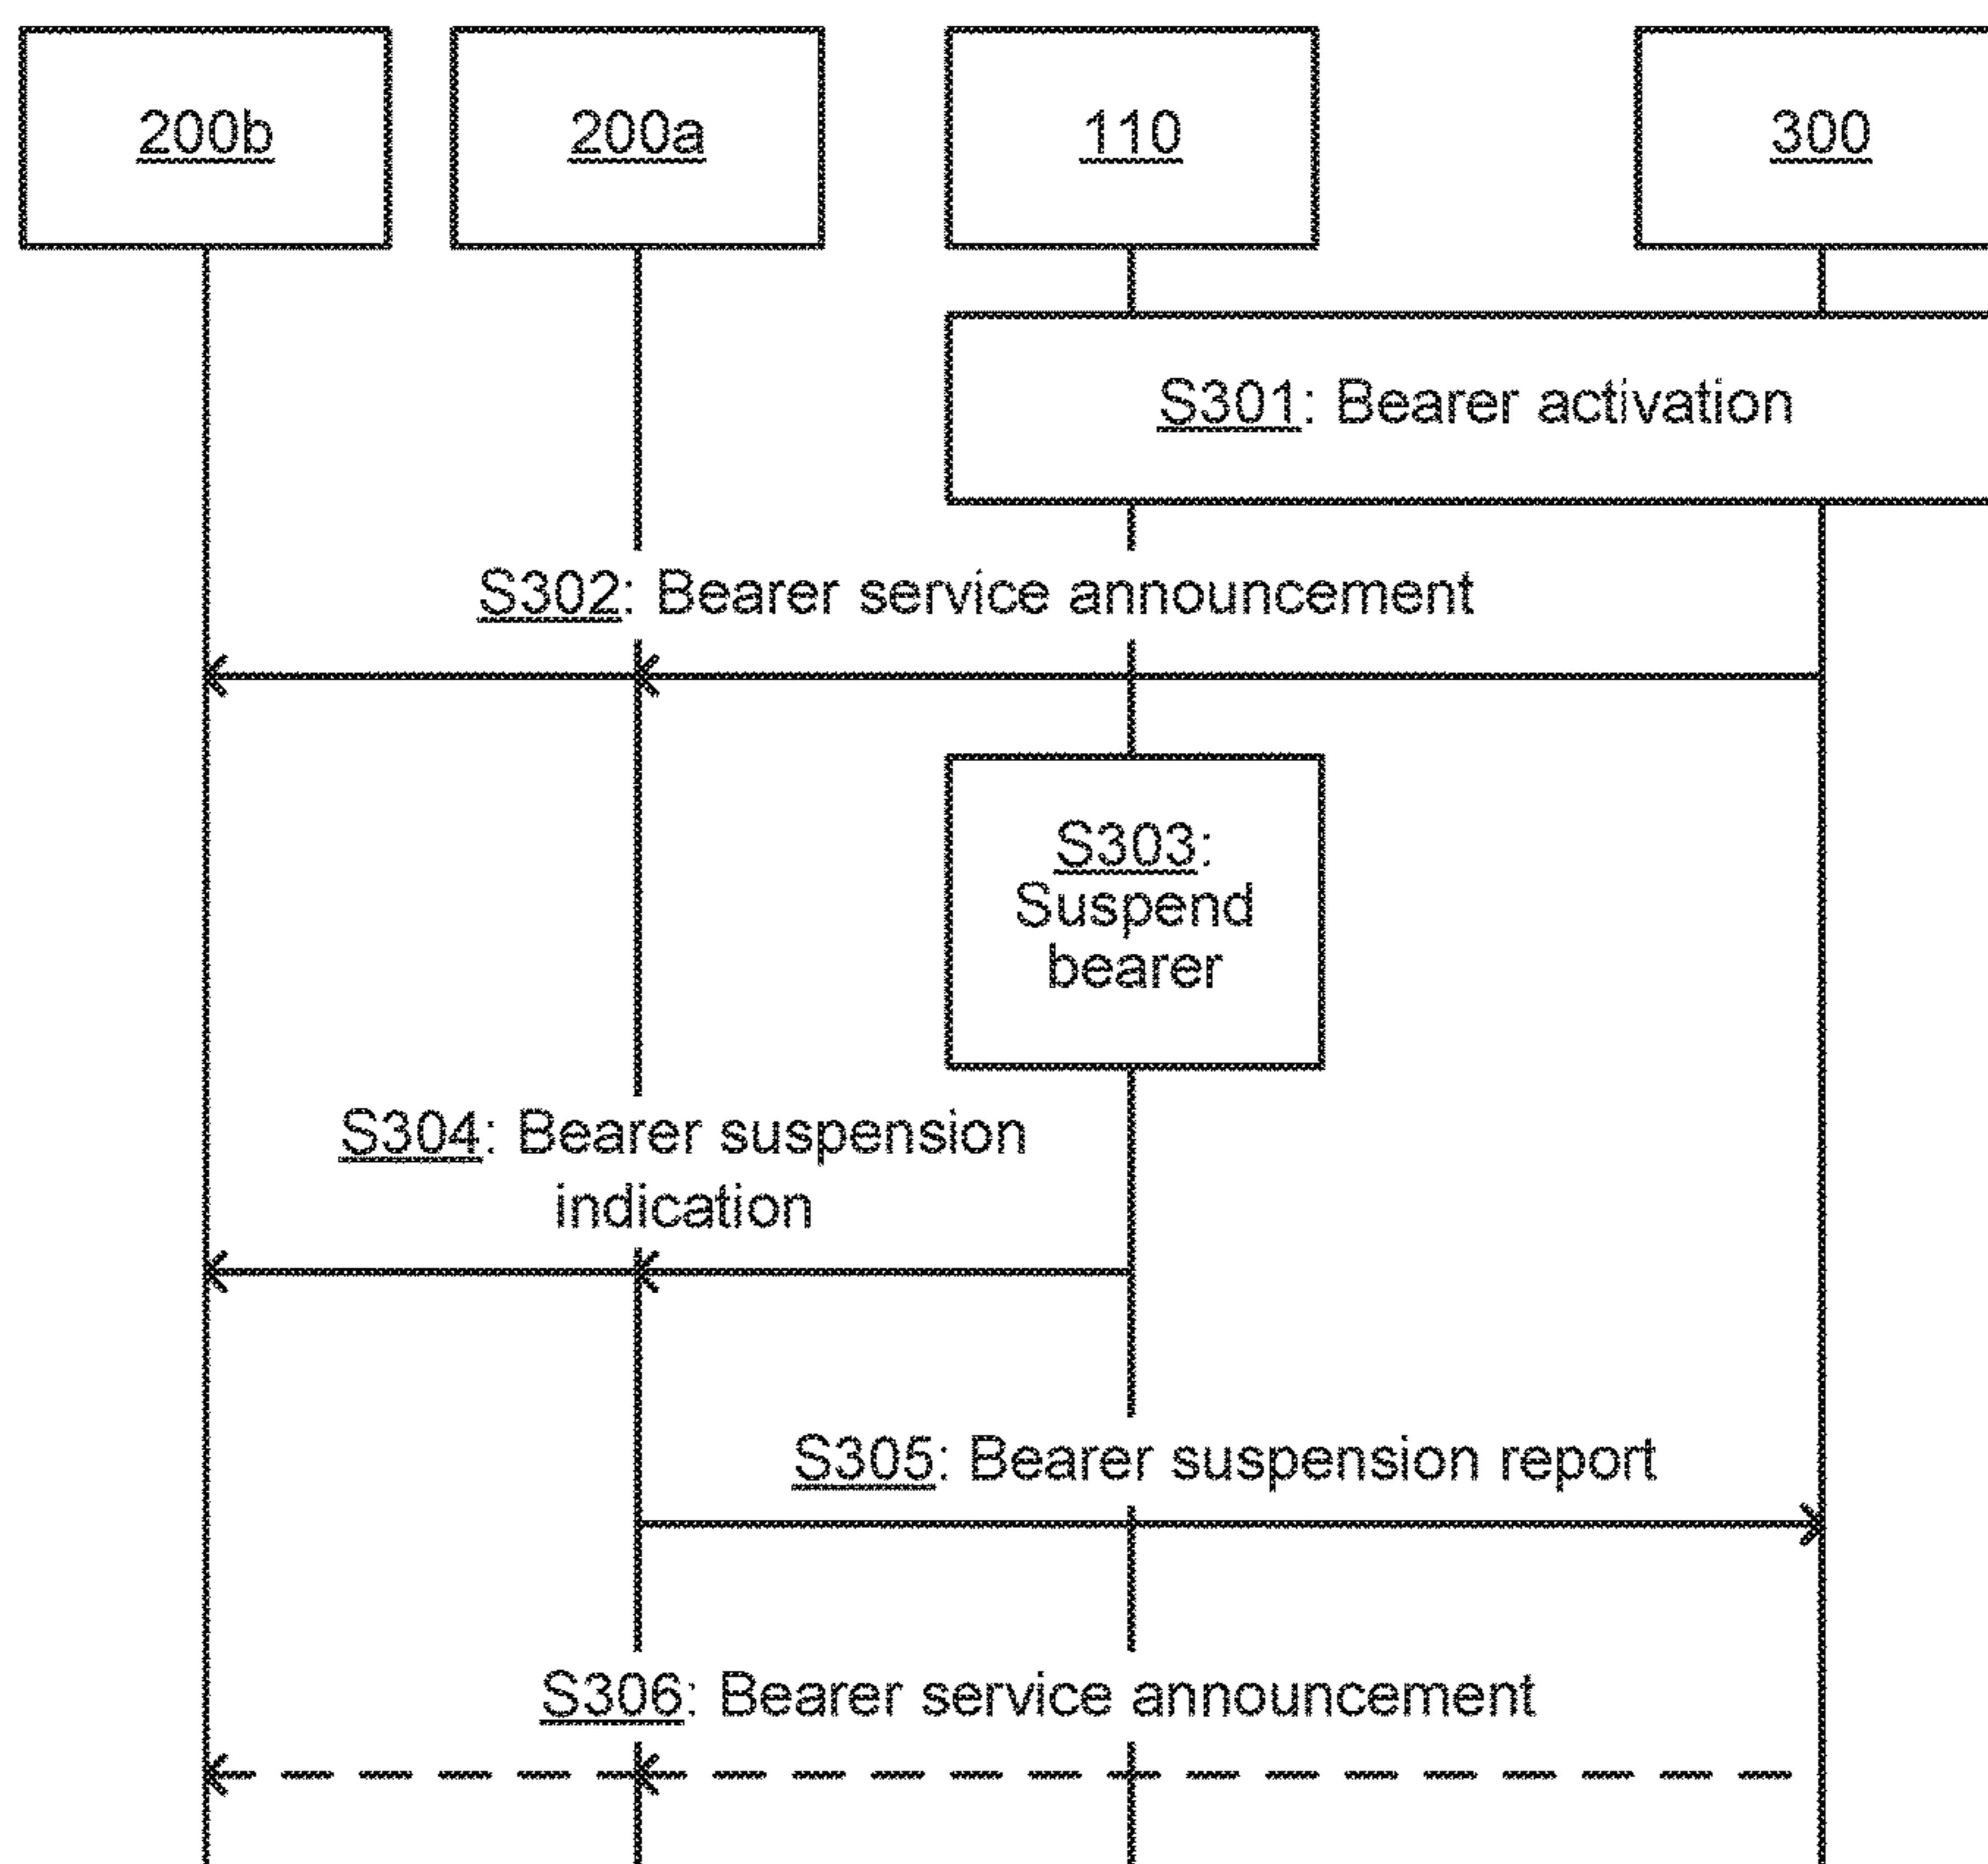 200b
200a
110
300
S301: Bearer activation
S302: Bearer service announcement
S303:
Suspend
bearer
S304: Bearer suspension
indication
S305: Bearer suspension report
S306: Bearer service announcement